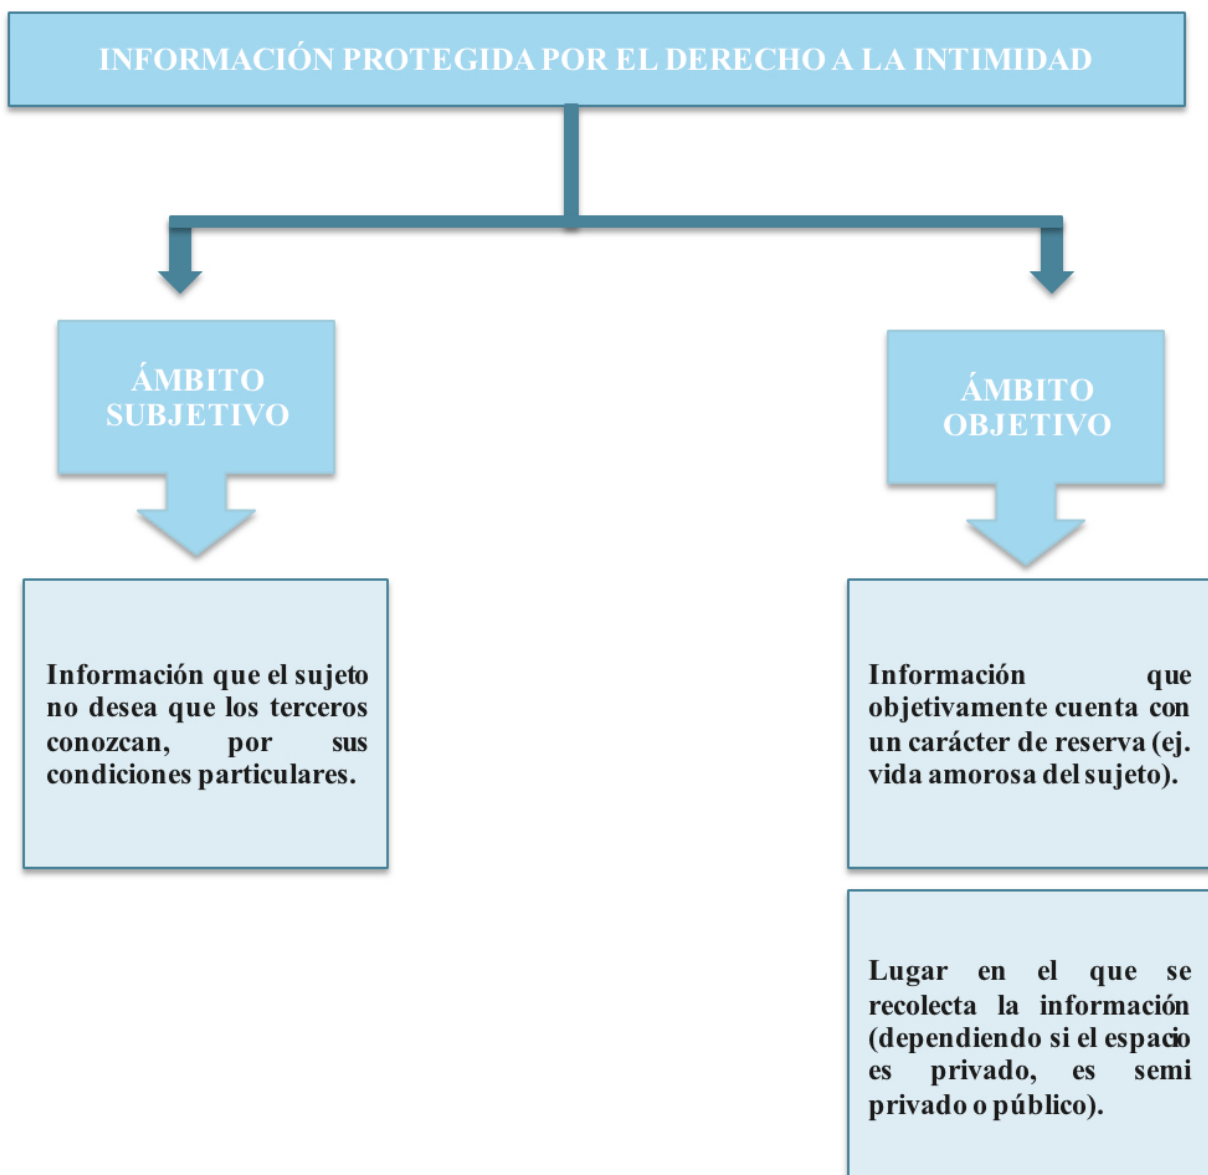 INFORMACIÓN PROTEGIDA POR EL DERECHO A LA INTIMIDAD
ÁMBITO
SUBJETIVO
Información que el sujeto
no desea que los terceros
conozcan, por sus
condiciones particulares.
ÁMBITO
OBJETIVO
Información que
objetivamente cuenta con
un carácter de reserva (ej.
vida amorosa del sujeto).
Lugar en el que se
recolecta la información
(dependiendo si el espacio
es privado, es semi
privado o público).